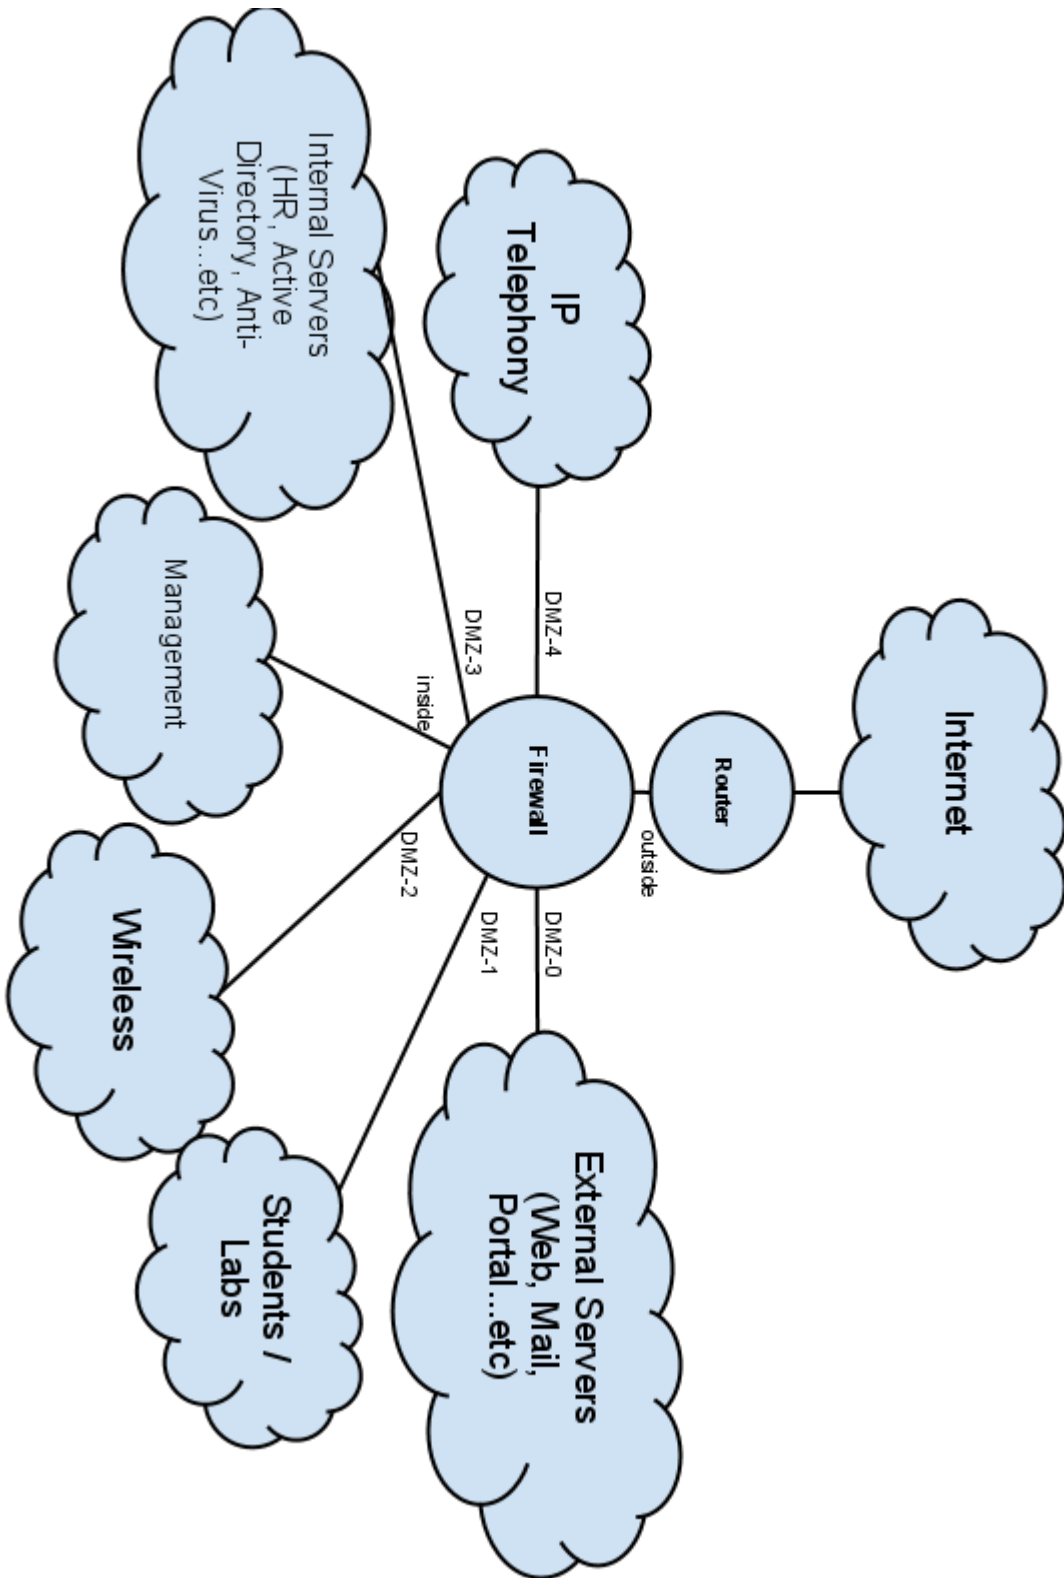 Internet
Router
outside
Firewall
IP
Telephony
DMZ-4
DMZ-0
External Servers
(Web, Mail,
Portal...etc)
DMZ-3
Internal Servers
(HR, Active
Directory, Anti-
Virus...etc)
inside
Management
DMZ-2
Wireless
DMZ-1
Students /
Labs